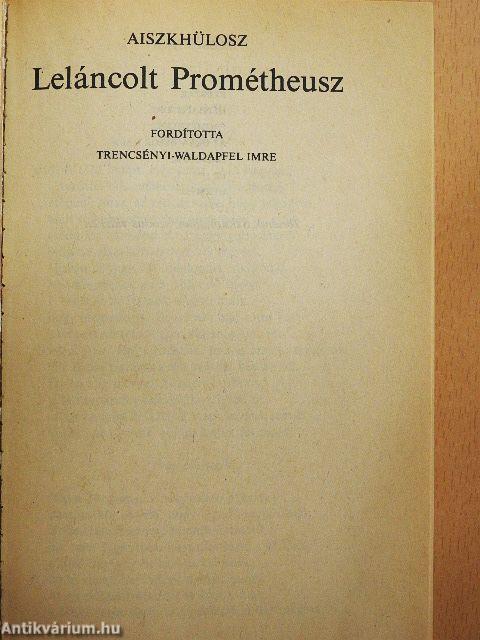 AISZKHÜLOSZ
Leláncolt Prométheusz
FORDÍTOTTA
TRENCSÉNYI-WALDAPFEL IMRE
Antikvárium.hu